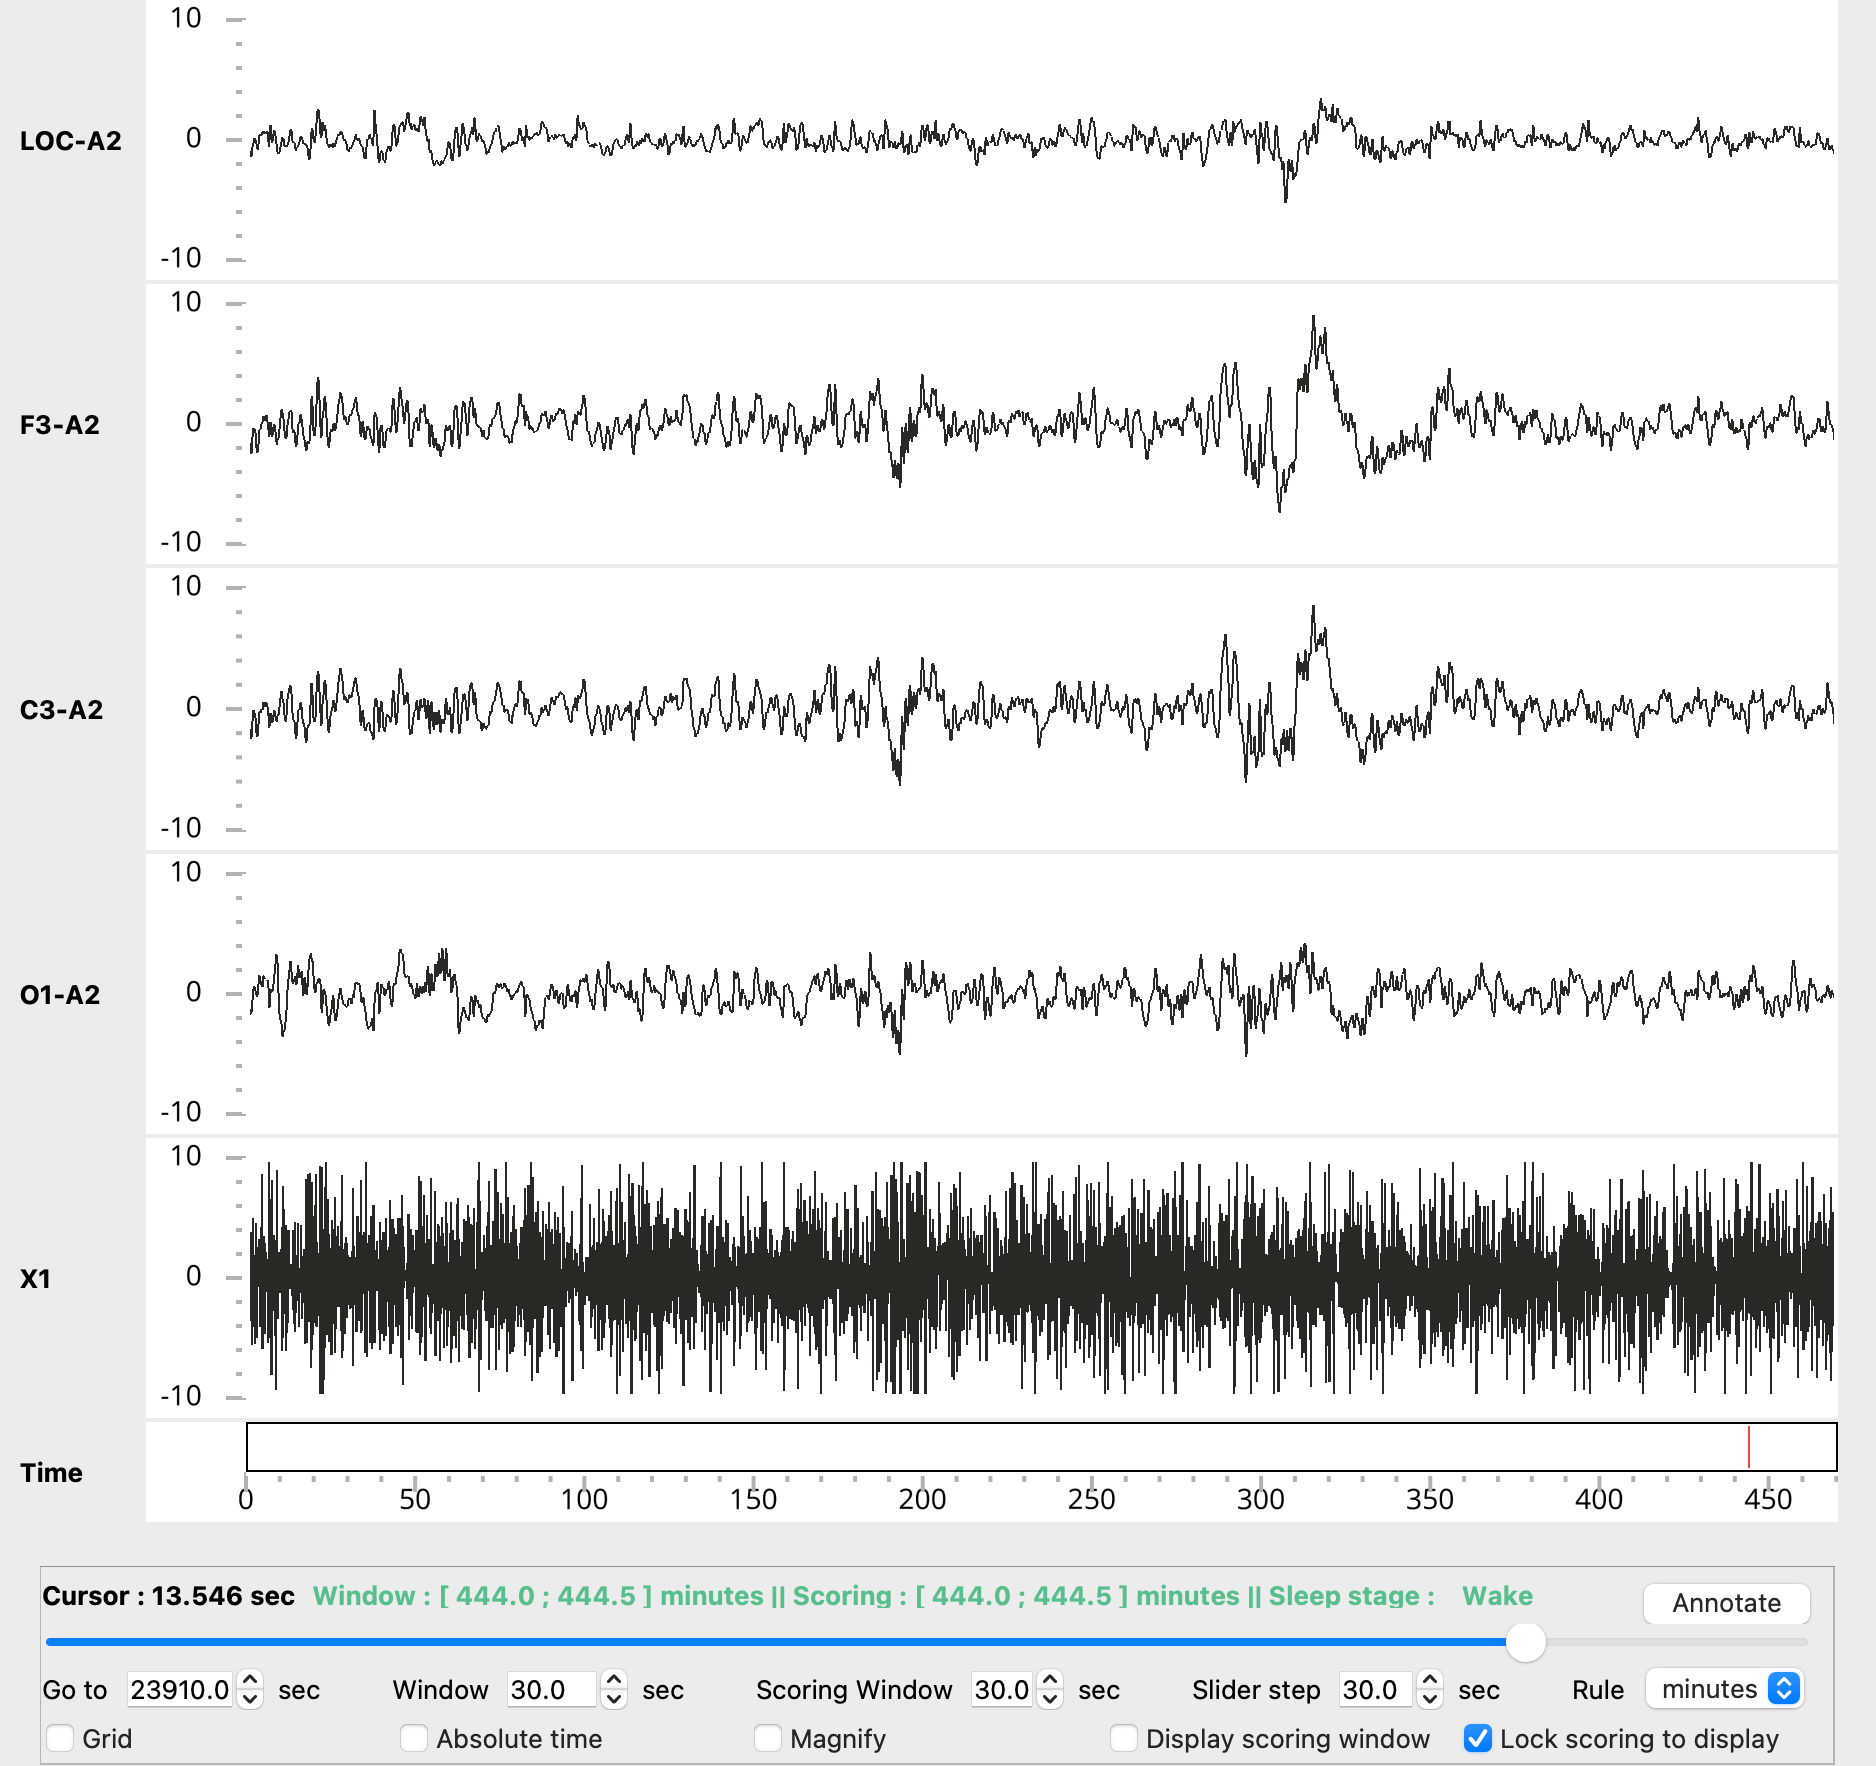 10
LOC-A2 0
-10
10
F3-A2 0
-10
10
C3-A2 0
-10
10
O1-A2 0
-10
10
X1 0
-10
Time
0 50 100 150 200 250 300 350 400 450
Cursor : 13.546 sec Window : [ 444.0 ; 444.5 ] minutes || Scoring : [ 444.0 ; 444.5 ] minutes || Sleep stage : Wake Annotate
Go to 23910.0 sec Window 30.0 sec Scoring Window 30.0 sec Slider step 30.0 sec Rule minutes
Grid Absolute time Magnify Display scoring window Lock scoring to display